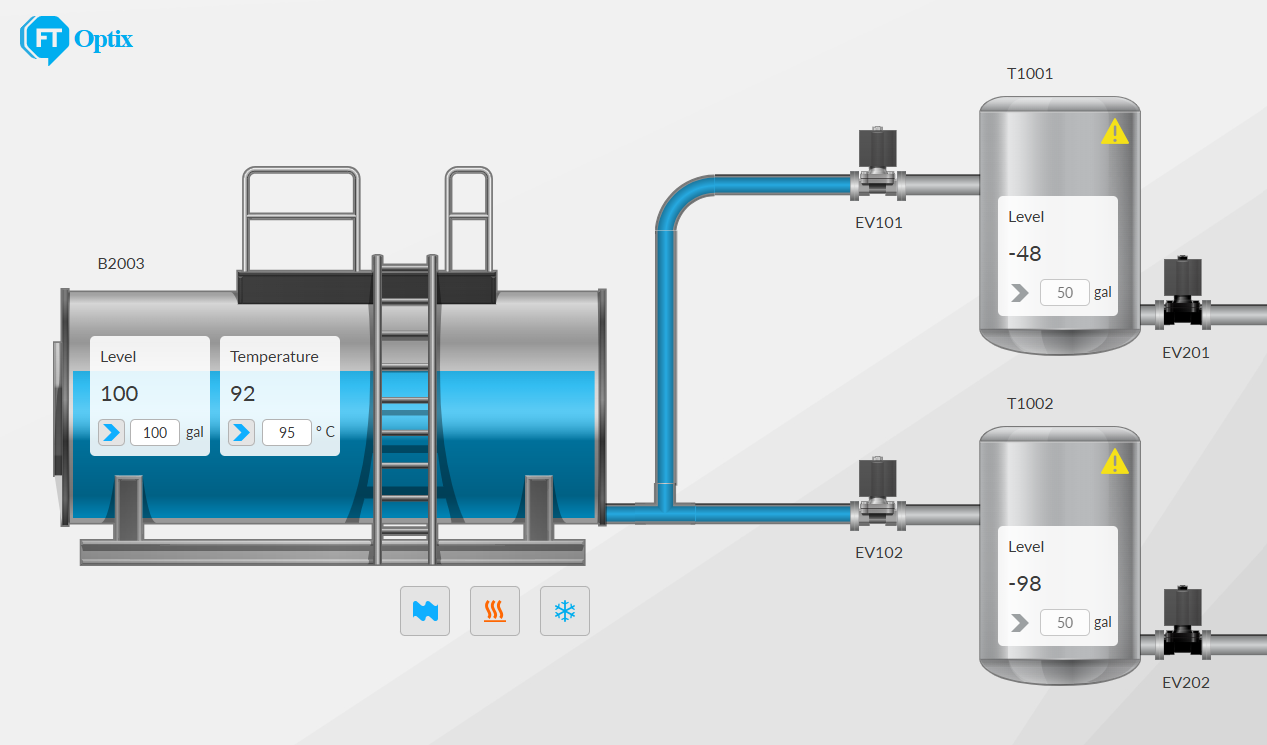 FT Optix
T1001
EV101
Level
-48
50 gal
B2003
EV201
Level
100
100 gal
Temperature
92
95 ° C
T1002
EV102
Level
-98
50 gal
EV202